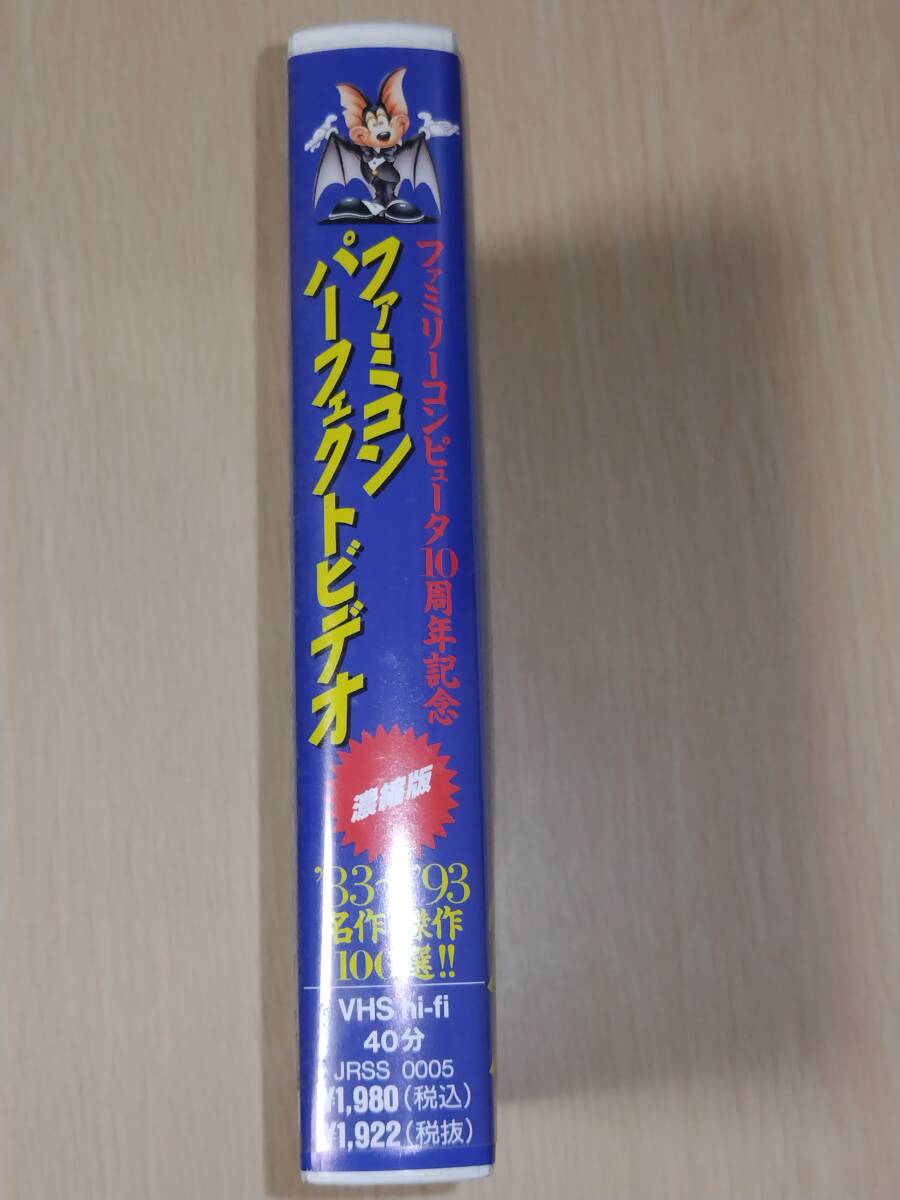 ファミリーコンピュータ10周年記念
ファミコン
パーフェクトビデオ
濃縮版
'83~'93
名作 傑作
100選!!
VHS hi-fi
40分
JRSS 0005
¥1,980(税込)
¥1,922(税抜)